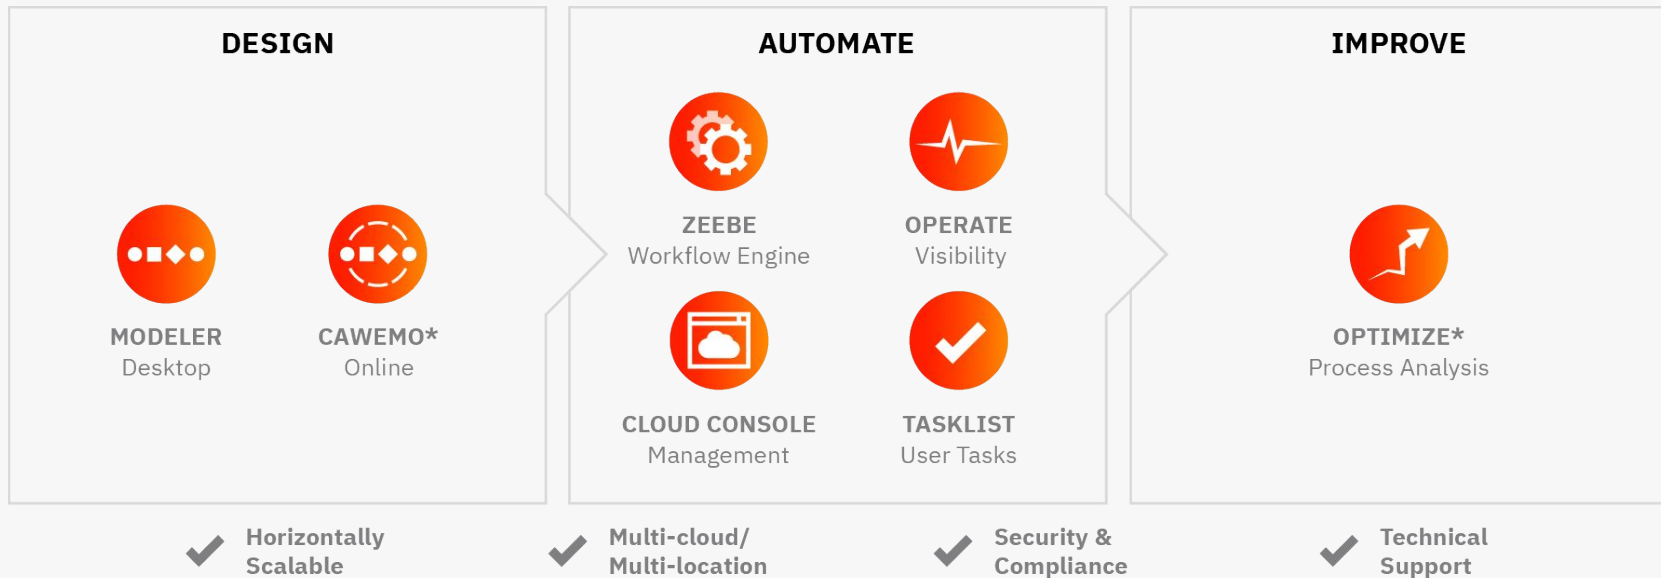 DESIGN
MODELER
Desktop
CAWEMO*
Online
AUTOMATE
ZEEBE
Workflow Engine
OPERATE
Visibility
CLOUD CONSOLE
Management
TASKLIST
User Tasks
IMPROVE
OPTIMIZE*
Process Analysis
Horizontally
Scalable
Multi-cloud/
Multi-location
Security &
Compliance
Technical
Support